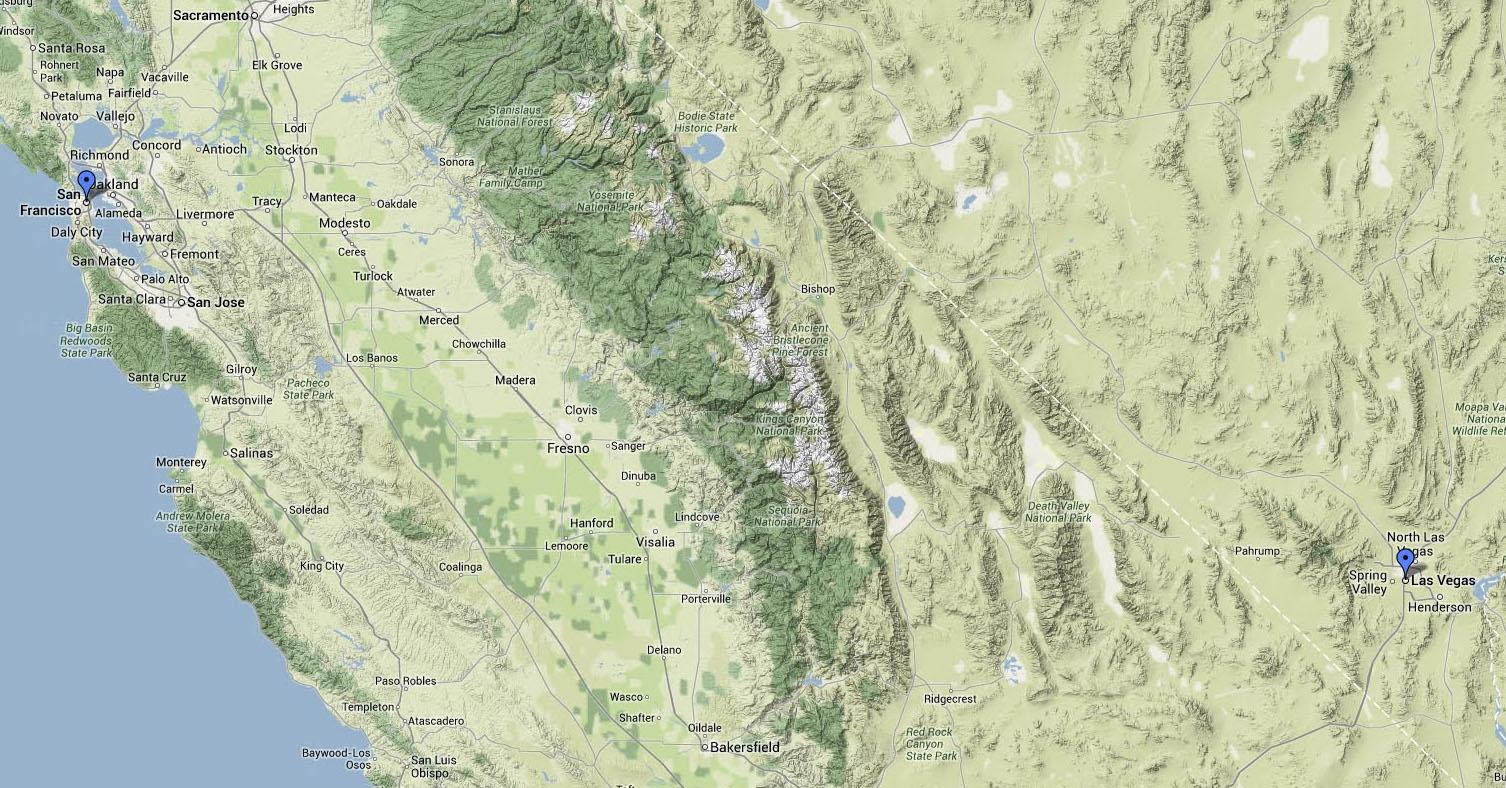 Sacramento
Heights
Windsor
Santa Rosa
Rohnert
Park
Napa
Vacaville
Elk Grove
Petaluma
Fairfield
Novato
Vallejo
Lodi
Concord
Antioch
Stockton
Richmond
Sonora
Stanislaus
National Forest
Bodie State
Historic Park
Mather
Family Camp
Yosemite
National Park
San
Francisco
Oakland
Alameda
Livermore
Tracy
Manteca
Oakdale
Modesto
Daly City
Hayward
Fremont
Ceres
San Mateo
Palo Alto
Turlock
Santa Clara
San Jose
Atwater
Merced
Bishop
Big Basin
Redwoods
State Park
Ancient
Bristlecone
Pine Forest
Los Banos
Chowchilla
Santa Cruz
Gilroy
Pacheco
State Park
Madera
Watsonville
Clovis
Kings Canyon
National Park
Fresno
Sanger
Salinas
Monterey
Carmel
Dinuba
Andrew Molera
State Park
Soledad
Hanford
Lindcove
Sequoia
National Park
Death Valley
National Park
Lemoore
Visalia
Tulare
King City
Coalinga
Porterville
Pahrump
North Las
Vegas
Spring
Valley
Las Vegas
Henderson
Delano
Paso Robles
Wasco
Templeton
Shafter
Atascadero
Oildale
Bakersfield
Ridgecrest
Red Rock
Canyon
State Park
Baywood-Los
Osos
San Luis
Obispo
Moapa Va
Nationa
Wildlife Ref